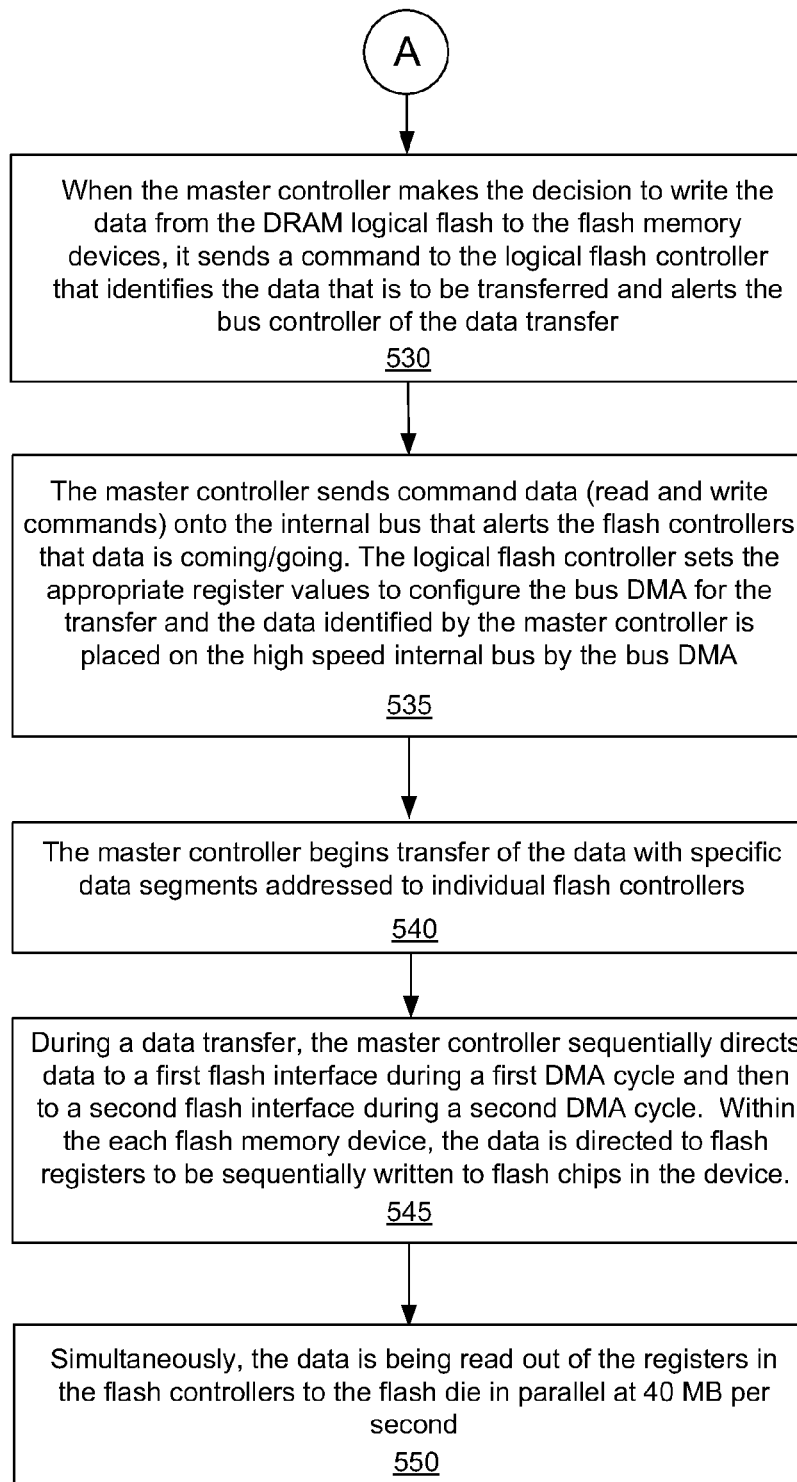 A
When the master controller makes the decision to write the
data from the DRAM logical flash to the flash memory
devices, it sends a command to the logical flash controller
that identifies the data that is to be transferred and alerts the
bus controller of the data transfer
530
The master controller sends command data (read and write
commands) onto the internal bus that alerts the flash controllers
that data is coming/going. The logical flash controller sets the
appropriate register values to configure the bus DMA for the
transfer and the data identified by the master controller is
placed on the high speed internal bus by the bus DMA
535
The master controller begins transfer of the data with specific
data segments addressed to individual flash controllers
540
During a data transfer, the master controller sequentially directs
data to a first flash interface during a first DMA cycle and then
to a second flash interface during a second DMA cycle.  Within
the each flash memory device, the data is directed to flash
registers to be sequentially written to flash chips in the device.
545
Simultaneously, the data is being read out of the registers in
the flash controllers to the flash die in parallel at 40 MB per
second
550